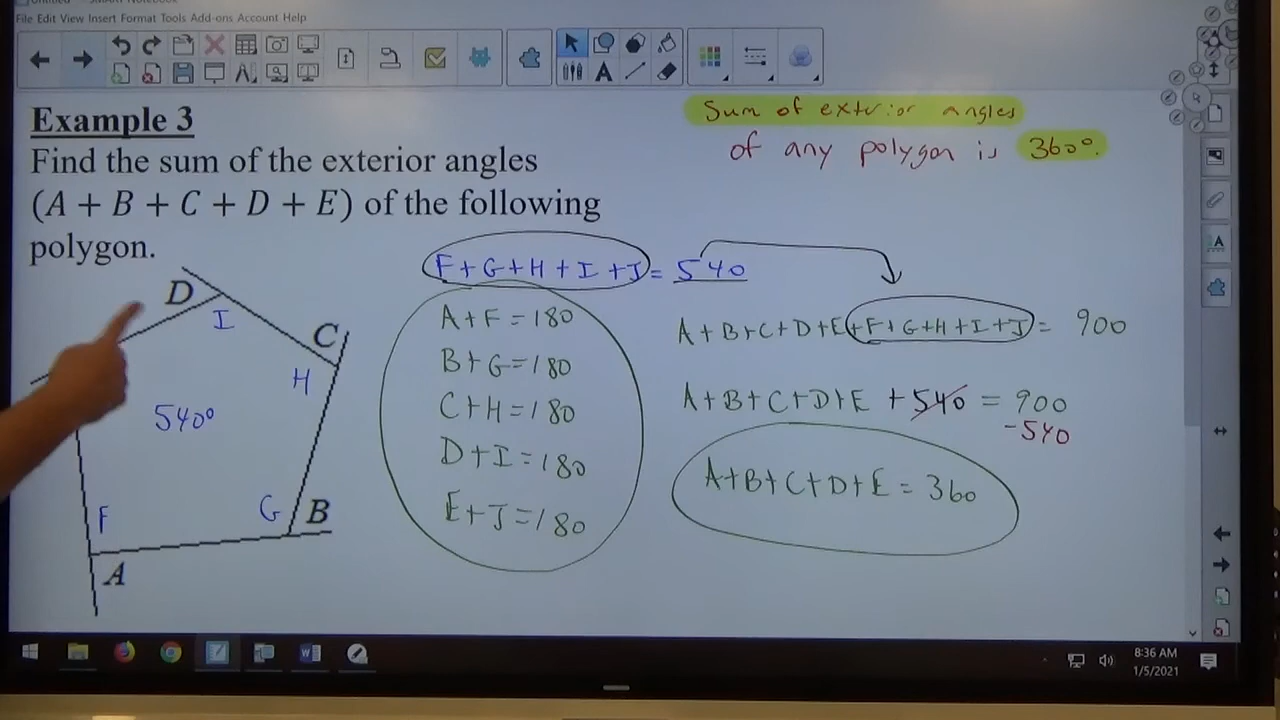 File Edit View Insert Format Tools Add-ons Account Help
Example 3
Find the sum of the exterior angles
(A + B + C + D + E) of the following
polygon.
Sum of exterior angles
of any polygon is 360°.
F+G+H+I+J = 540
A+F=180
B+G=180
C+H=180
D+I=180
E+J=180
A+B+C+D+E+F+G+H+I+J = 900
A+B+C+D+E +540 = 900
-540
A+B+C+D+E = 360
D
I
C
H
540°
F
G
B
A
8:36 AM
1/5/2021